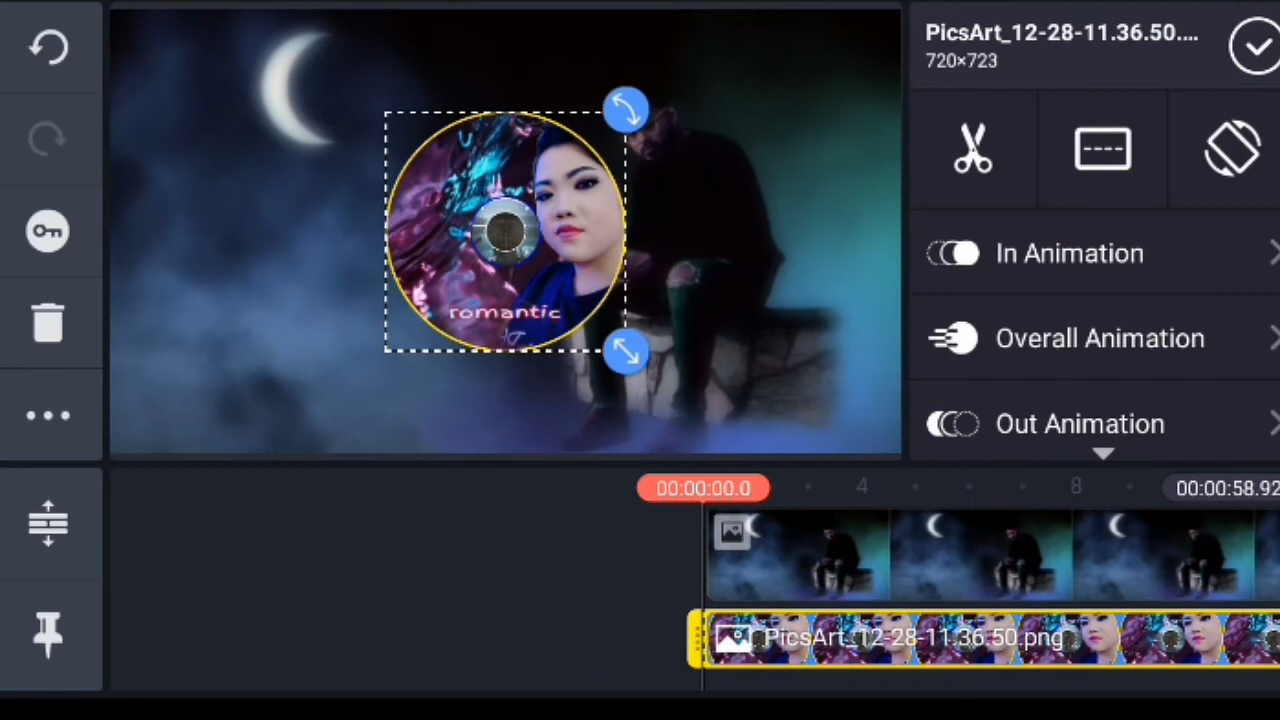 PicsArt_12-28-11.36.50....
720×723
In Animation
Overall Animation
Out Animation
romantic
00:00:00.0
4
8
00:00:58.92
PicsArt_12-28-11.36.50.png